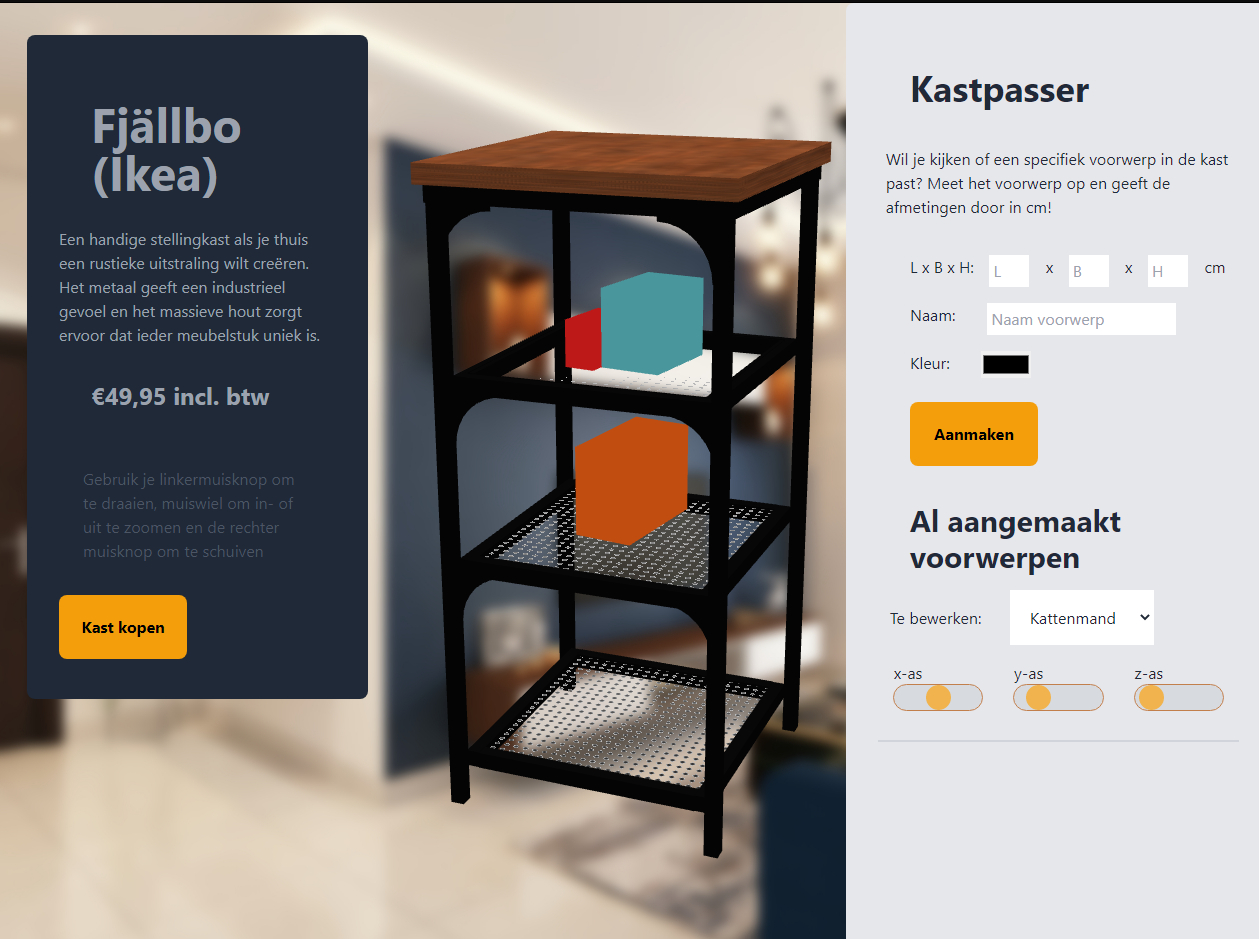 Fjällbo
(Ikea)
Een handige stellingkast als je thuis
een rustieke uitstraling wilt creëren.
Het metaal geeft een industrieel
gevoel en het massieve hout zorgt
ervoor dat ieder meubelstuk uniek is.
€49,95 incl. btw
Gebruik je linkermuisknop om
te draaien, muiswiel om in- of
uit te zoomen en de rechter
muisknop om te schuiven
Kast kopen
Kastpasser
Wil je kijken of een specifiek voorwerp in de kast
past? Meet het voorwerp op en geeft de
afmetingen door in cm!
L x B x H: L x B x H cm
Naam: Naam voorwerp
Kleur:
Aanmaken
Al aangemaakt
voorwerpen
Te bewerken: Kattenmand
x-as y-as z-as